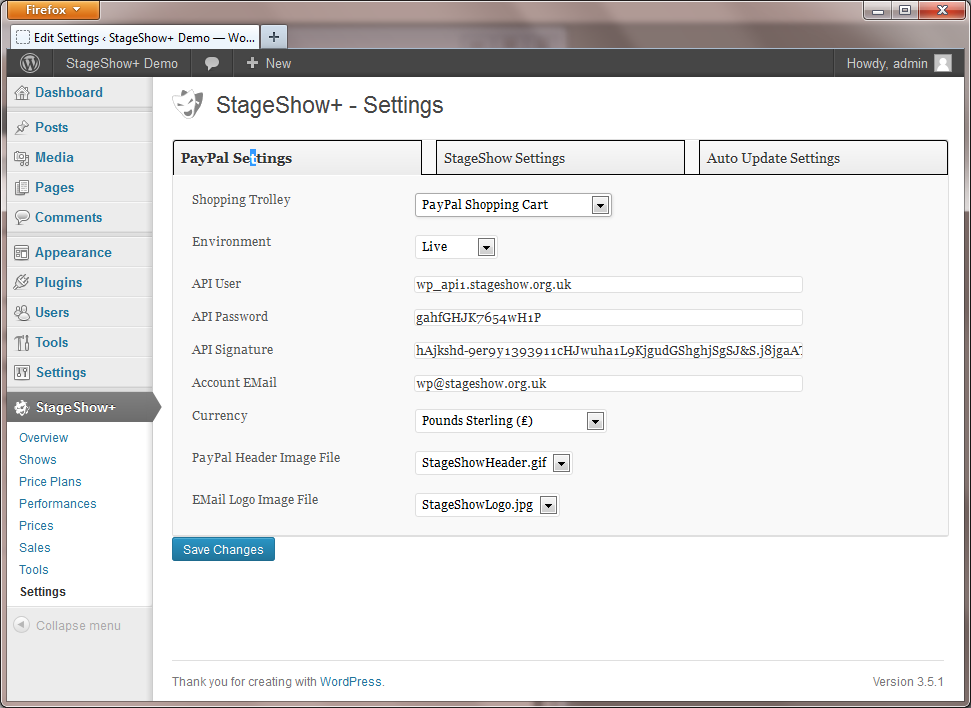 Firefox
Edit Settings ‹ StageShow+ Demo — Wo...
StageShow+ Demo
New
Howdy, admin
Dashboard
Posts
Media
Pages
Comments
Appearance
Plugins
Users
Tools
Settings
StageShow+
Overview
Shows
Price Plans
Performances
Prices
Sales
Tools
Settings
Collapse menu
StageShow+ - Settings
PayPal Settings
StageShow Settings
Auto Update Settings
Shopping Trolley PayPal Shopping Cart
Environment Live
API User wp_api1.stageshow.org.uk
API Password gahfGHJK7654wH1P
API Signature hAjkshd-9er9y1393911cHJwuha1L9KjgudGShghjSgSJ&S.j8jgaA7
Account EMail wp@stageshow.org.uk
Currency Pounds Sterling (£)
PayPal Header Image File StageShowHeader.gif
EMail Logo Image File StageShowLogo.jpg
Save Changes
Thank you for creating with WordPress.
Version 3.5.1